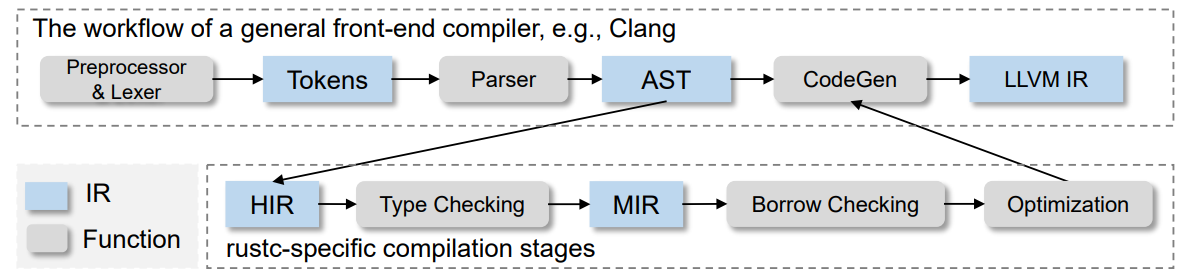 The workflow of a general front-end compiler, e.g., Clang
Preprocessor
& Lexer
Tokens
Parser
AST
CodeGen
LLVM IR
IR
Function
HIR
Type Checking
MIR
Borrow Checking
Optimization
rustc-specific compilation stages